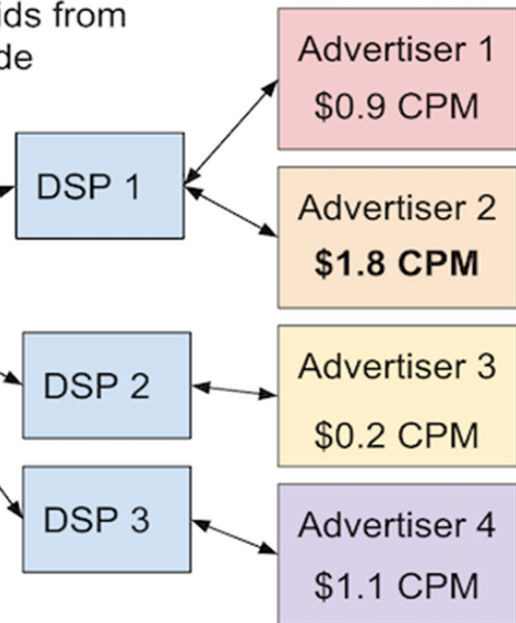 ids from
de
DSP 1
DSP 2
DSP 3
Advertiser 1
$0.9 CPM
Advertiser 2
$1.8 CPM
Advertiser 3
$0.2 CPM
Advertiser 4
$1.1 CPM